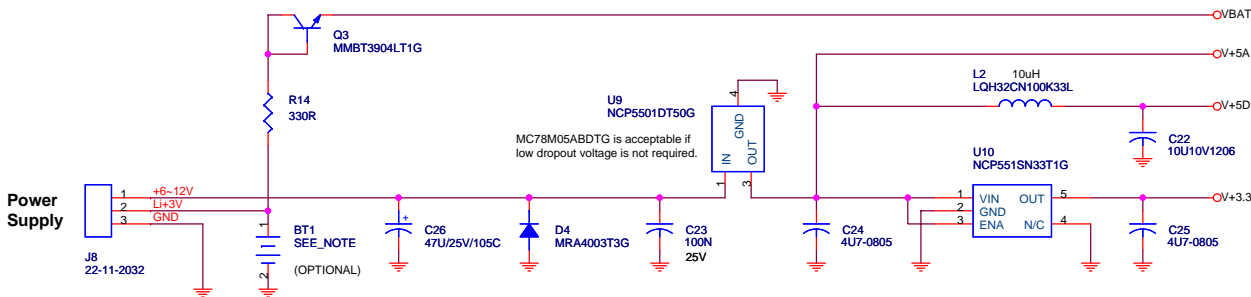 VBAT
Q3
MMBT3904LT1G
V+5A
L2
10uH
LQH32CN100K33L
R14
330R
U9
NCP5501DT50G
4
GND
IN
OUT
1
3
V+5D
MC78M05ABDTG is acceptable if
low dropout voltage is not required.
C22
10U10V1206
U10
NCP551SN33T1G
Power
Supply
1
2
3
+6~12V
Li+3V
GND
1
2
3
VIN
GND
ENA
OUT
N/C
5
4
V+3.3
J8
22-11-2032
1
BT1
SEE_NOTE
2
(OPTIONAL)
+
C26
47U/25V/105C
D4
MRA4003T3G
C23
100N
25V
C24
4U7-0805
C25
4U7-0805